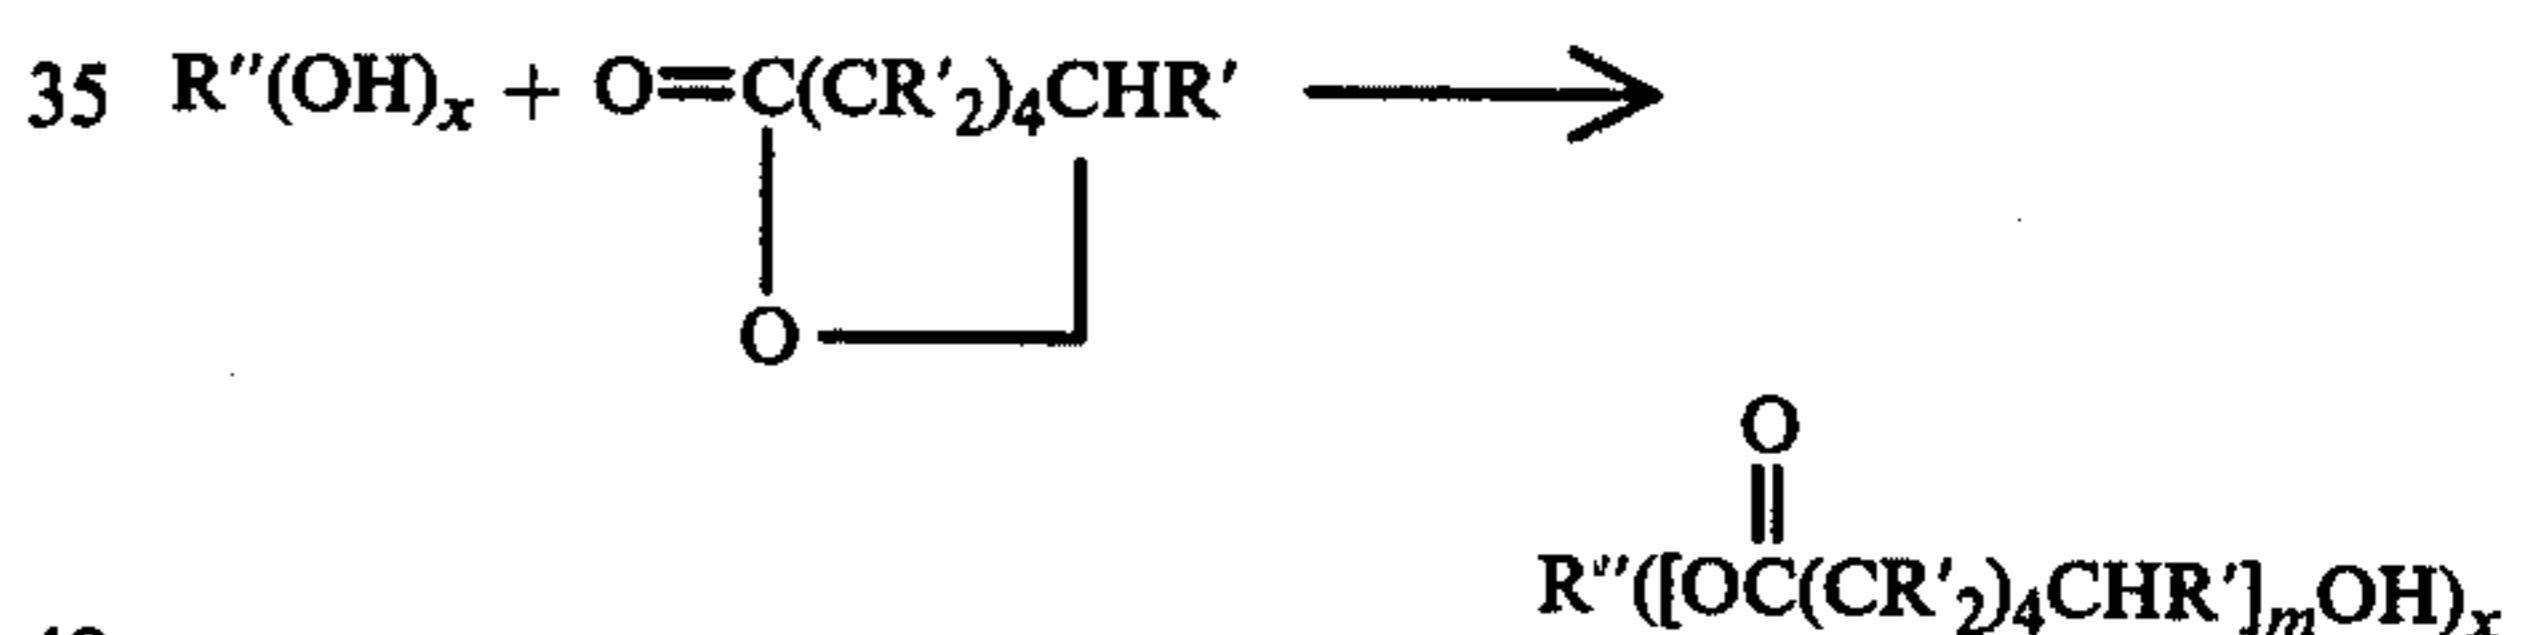 35 R″(OH)ₓ + O=C(CR′₂)₄CHR′ ⟶
O
O
R″([OC(CR′₂)₄CHR′]ₘOH)ₓ